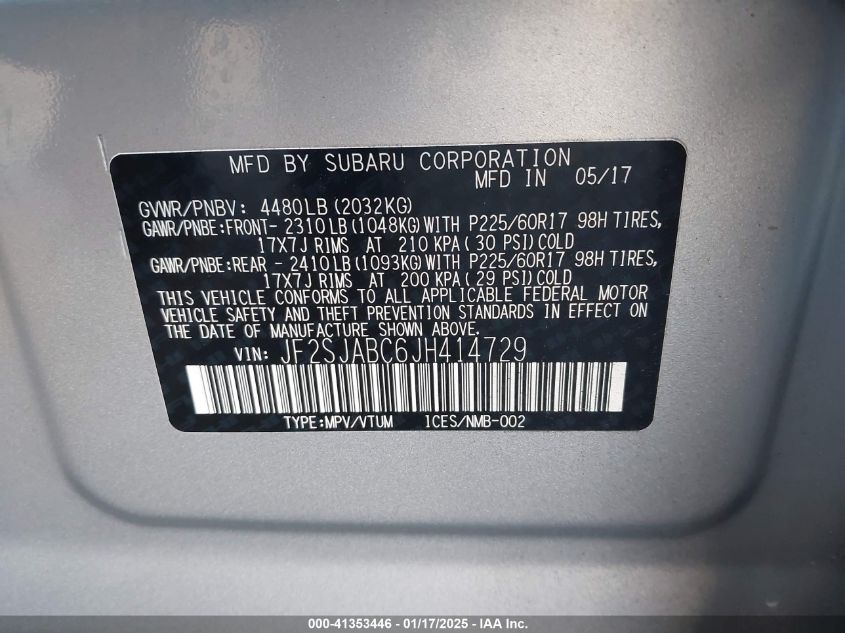 MFD BY SUBARU CORPORATION
MFD IN 05/17
GVWR/PNBV: 4480LB (2032KG)
GAWR/PNBE:FRONT- 2310LB (1048KG) WITH P225/60R17 98H TIRES,
17X7J RIMS AT 210 KPA ( 30 PSI) COLD
GAWR/PNBE:REAR - 2410LB (1093KG) WITH P225/60R17 98H TIRES,
17X7J RIMS AT 200 KPA ( 29 PSI) COLD
THIS VEHICLE CONFORMS TO ALL APPLICABLE FEDERAL MOTOR
VEHICLE SAFETY AND THEFT PREVENTION STANDARDS IN EFFECT ON
THE DATE OF MANUFACTURE SHOWN ABOVE.
VIN: JF2SJABC6JH414729
TYPE:MPV/VTUM ICES/NMB-002
000-41353446 - 01/17/2025 - IAA Inc.